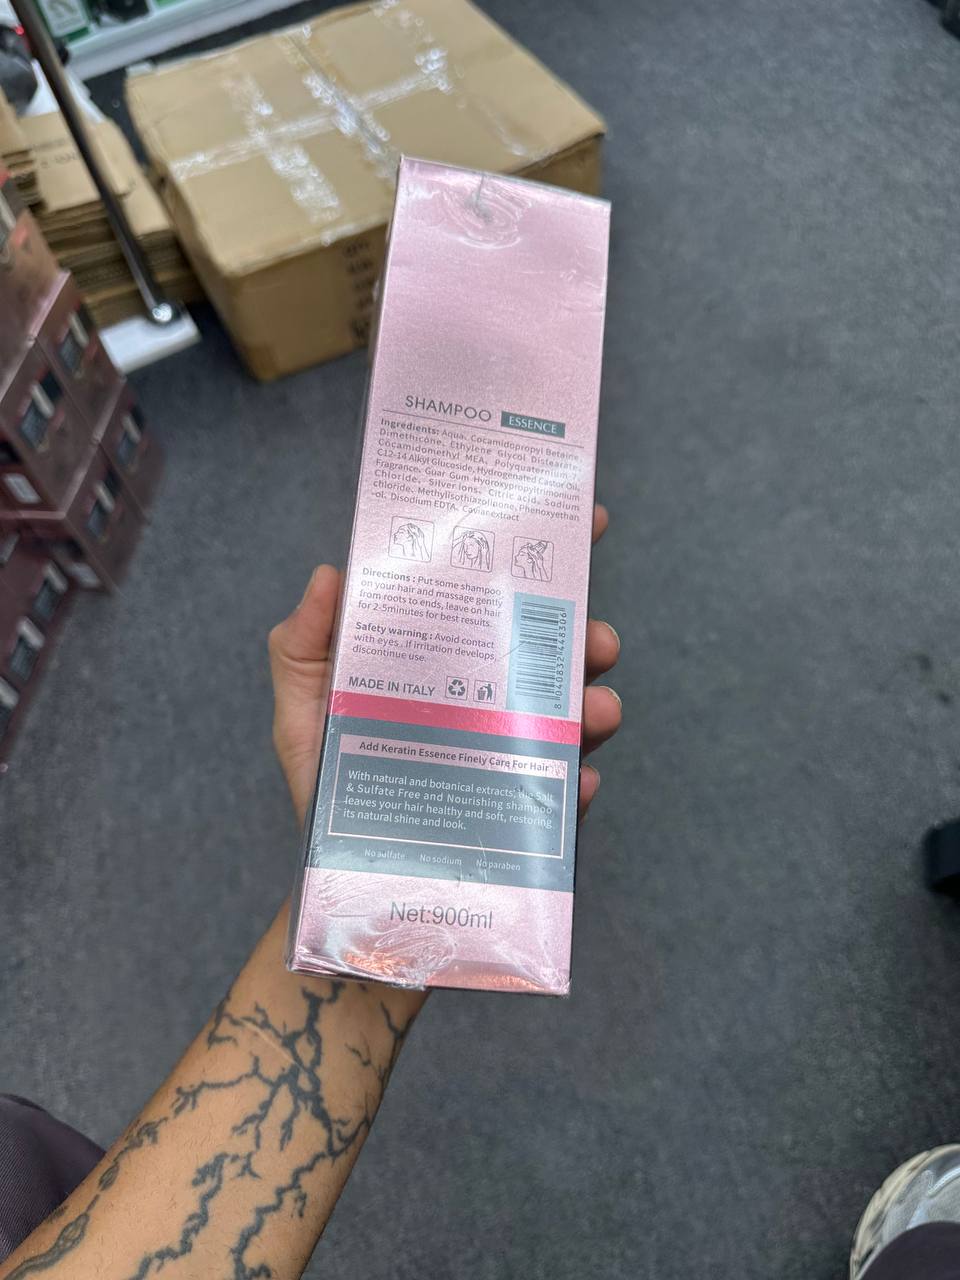 SHAMPOO ESSENCE
Ingredients: Aqua, Cocamidopropyl Beteine,
Dimethicone, Ethylene Glycol Distearate,
Cocamidomethyl MEA, Polyquaternium-7,
C12-14 Alkyl Glucoside, Hydrogenated Castor Oil,
Fragrance, Guar Gum Hydroxypropyltrimonium
Chloride, Silver Ions, Citric acid, Sodium
chloride, Methylisothiazolinone, Phenoxyethan
-ol, Disodium EDTA, Caviar extract
Directions : Put some shampoo
on your hair and massage gently
from roots to ends, leave on hair
for 2-5minutes for best results.
Safety warning : Avoid contact
with eyes . If irritation develops,
discontinue use.
8 040832 448306
MADE IN ITALY
Add Keratin Essence Finely Care For Hair
With natural and botanical extracts, the Salt
& Sulfate Free and Nourishing shampoo
leaves your hair healthy and soft, restoring
its natural shine and look.
No sulfate No sodium No paraben
Net:900ml